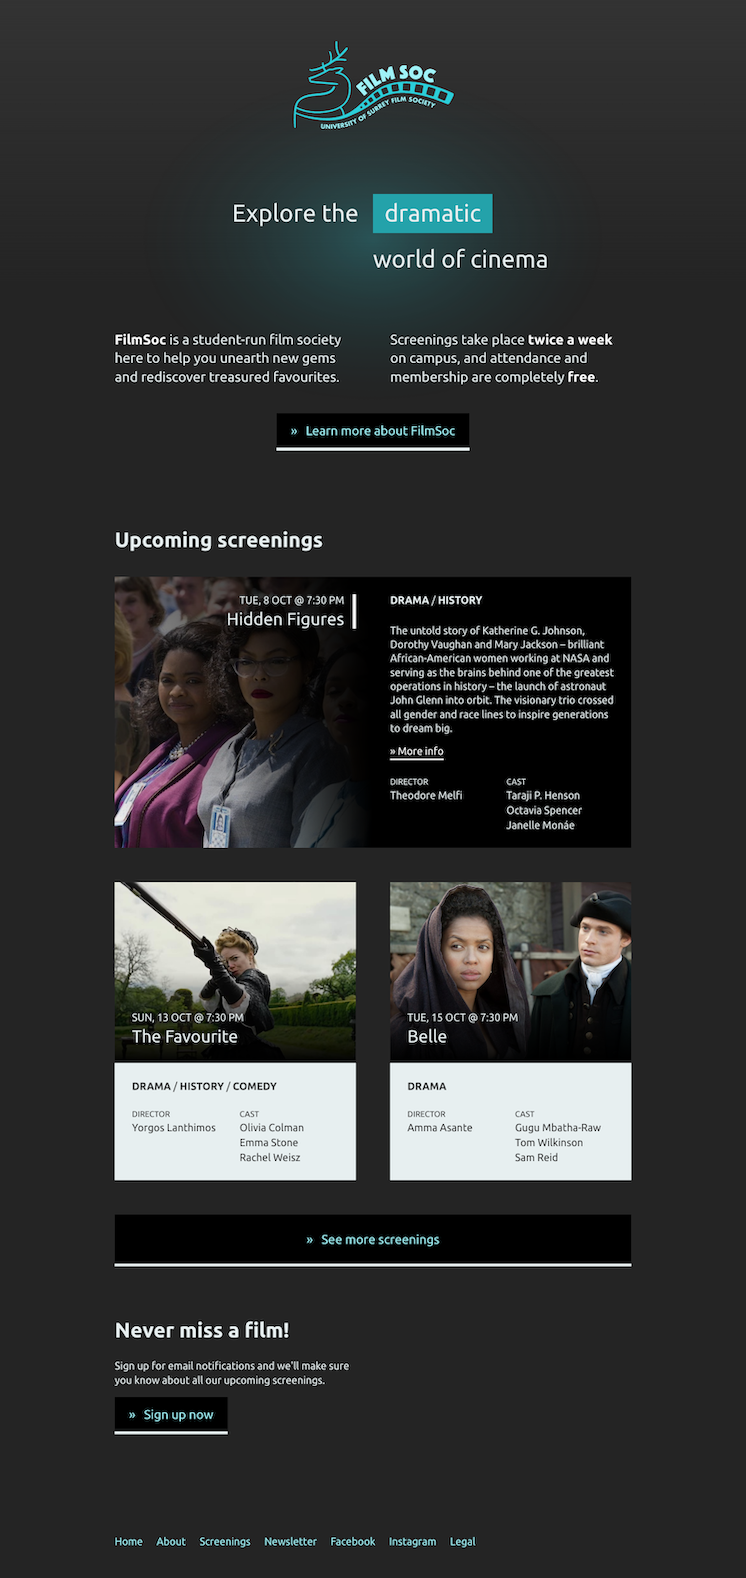 FILM SOC
UNIVERSITY OF SURREY FILM SOCIETY
Explore the dramatic
world of cinema
FilmSoc is a student-run film society
here to help you unearth new gems
and rediscover treasured favourites.
Screenings take place twice a week
on campus, and attendance and
membership are completely free.
» Learn more about FilmSoc
Upcoming screenings
TUE, 8 OCT @ 7:30 PM
Hidden Figures
DRAMA / HISTORY
The untold story of Katherine G. Johnson,
Dorothy Vaughan and Mary Jackson – brilliant
African-American women working at NASA and
serving as the brains behind one of the greatest
operations in history – the launch of astronaut
John Glenn into orbit. The visionary trio crossed
all gender and race lines to inspire generations
to dream big.
» More info
DIRECTOR
Theodore Melfi
CAST
Taraji P. Henson
Octavia Spencer
Janelle Monáe
SUN, 13 OCT @ 7:30 PM
The Favourite
DRAMA / HISTORY / COMEDY
DIRECTOR
Yorgos Lanthimos
CAST
Olivia Colman
Emma Stone
Rachel Weisz
TUE, 15 OCT @ 7:30 PM
Belle
DRAMA
DIRECTOR
Amma Asante
CAST
Gugu Mbatha-Raw
Tom Wilkinson
Sam Reid
» See more screenings
Never miss a film!
Sign up for email notifications and we'll make sure
you know about all our upcoming screenings.
» Sign up now
Home About Screenings Newsletter Facebook Instagram Legal